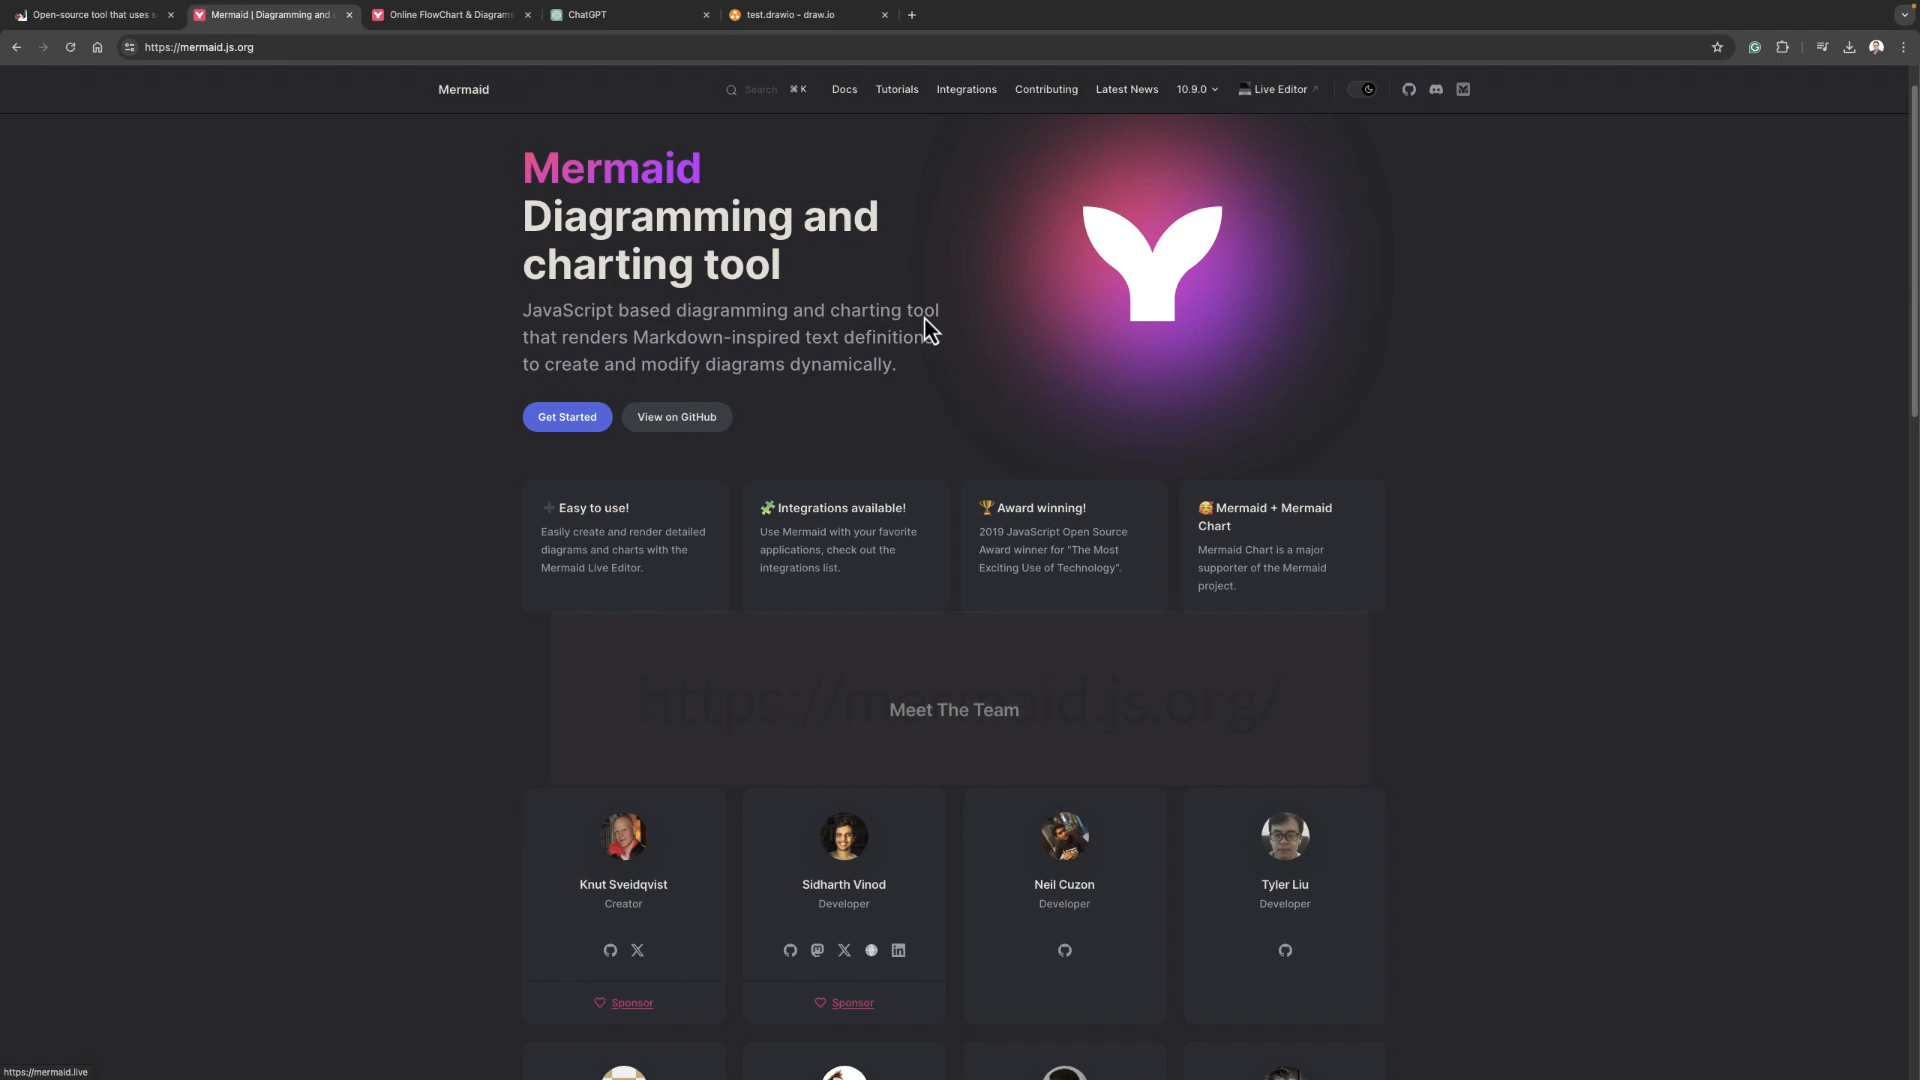 Open-source tool that uses s
Mermaid | Diagramming and c
Online FlowChart & Diagrams
ChatGPT
test.drawio - draw.io
https://mermaid.js.org
Mermaid
Search
⌘ K
Docs
Tutorials
Integrations
Contributing
Latest News
10.9.0
Live Editor
Mermaid
Diagramming and
charting tool
JavaScript based diagramming and charting tool
that renders Markdown-inspired text definitions
to create and modify diagrams dynamically.
Get Started
View on GitHub
Easy to use!
Easily create and render detailed
diagrams and charts with the
Mermaid Live Editor.
Integrations available!
Use Mermaid with your favorite
applications, check out the
integrations list.
Award winning!
2019 JavaScript Open Source
Award winner for "The Most
Exciting Use of Technology".
Mermaid + Mermaid
Chart
Mermaid Chart is a major
supporter of the Mermaid
project.
https://mermaid.js.org/
Meet The Team
Knut Sveidqvist
Creator
Sponsor
Sidharth Vinod
Developer
Sponsor
Neil Cuzon
Developer
Tyler Liu
Developer
https://mermaid.live